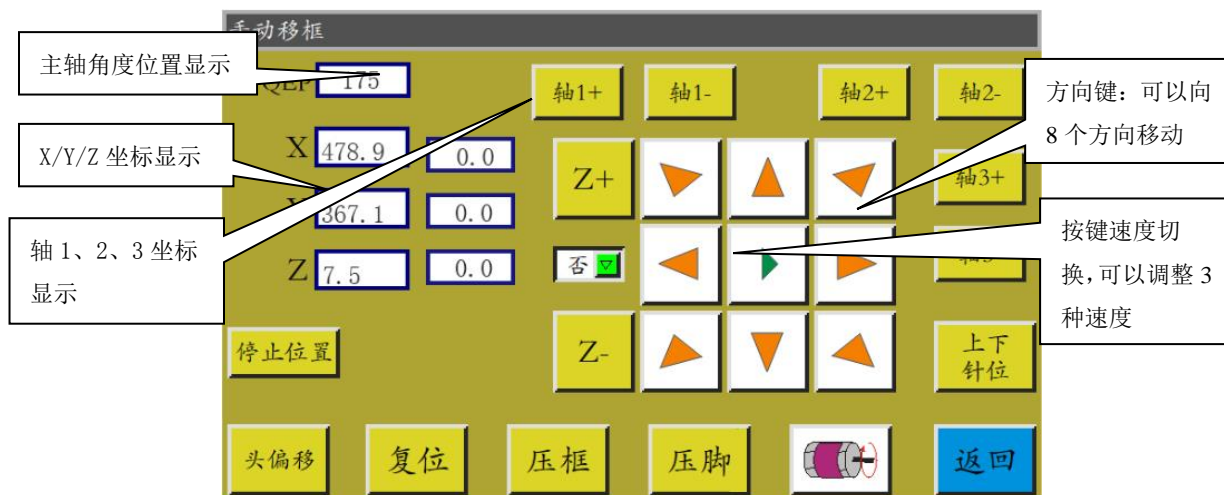 手动移框
主轴角度位置显示
QEP 175
轴1+ 轴1- 轴2+ 轴2-
方向键：可以向
8 个方向移动
X/Y/Z 坐标显示
X 478.9 0.0
Z+
轴3+
367.1 0.0
轴 1、2、3 坐标
显示
Z 7.5 0.0
否
按键速度切
换，可以调整 3
种速度
停止位置
Z-
上下
针位
头偏移 复位 压框 压脚 返回